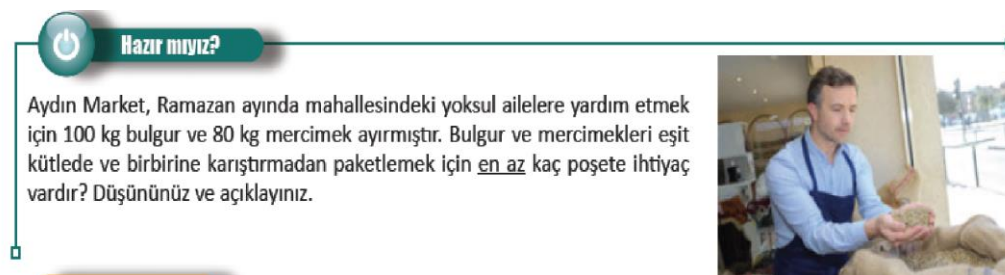 Hazır mıyız?
Aydın Market, Ramazan ayında mahallesindeki yoksul ailelere yardım etmek
için 100 kg bulgur ve 80 kg mercimek ayırmıştır. Bulgur ve mercimekleri eşit
kütlede ve birbirine karıştırmadan paketlemek için en az kaç poşete ihtiyaç
vardır? Düşününüz ve açıklayınız.